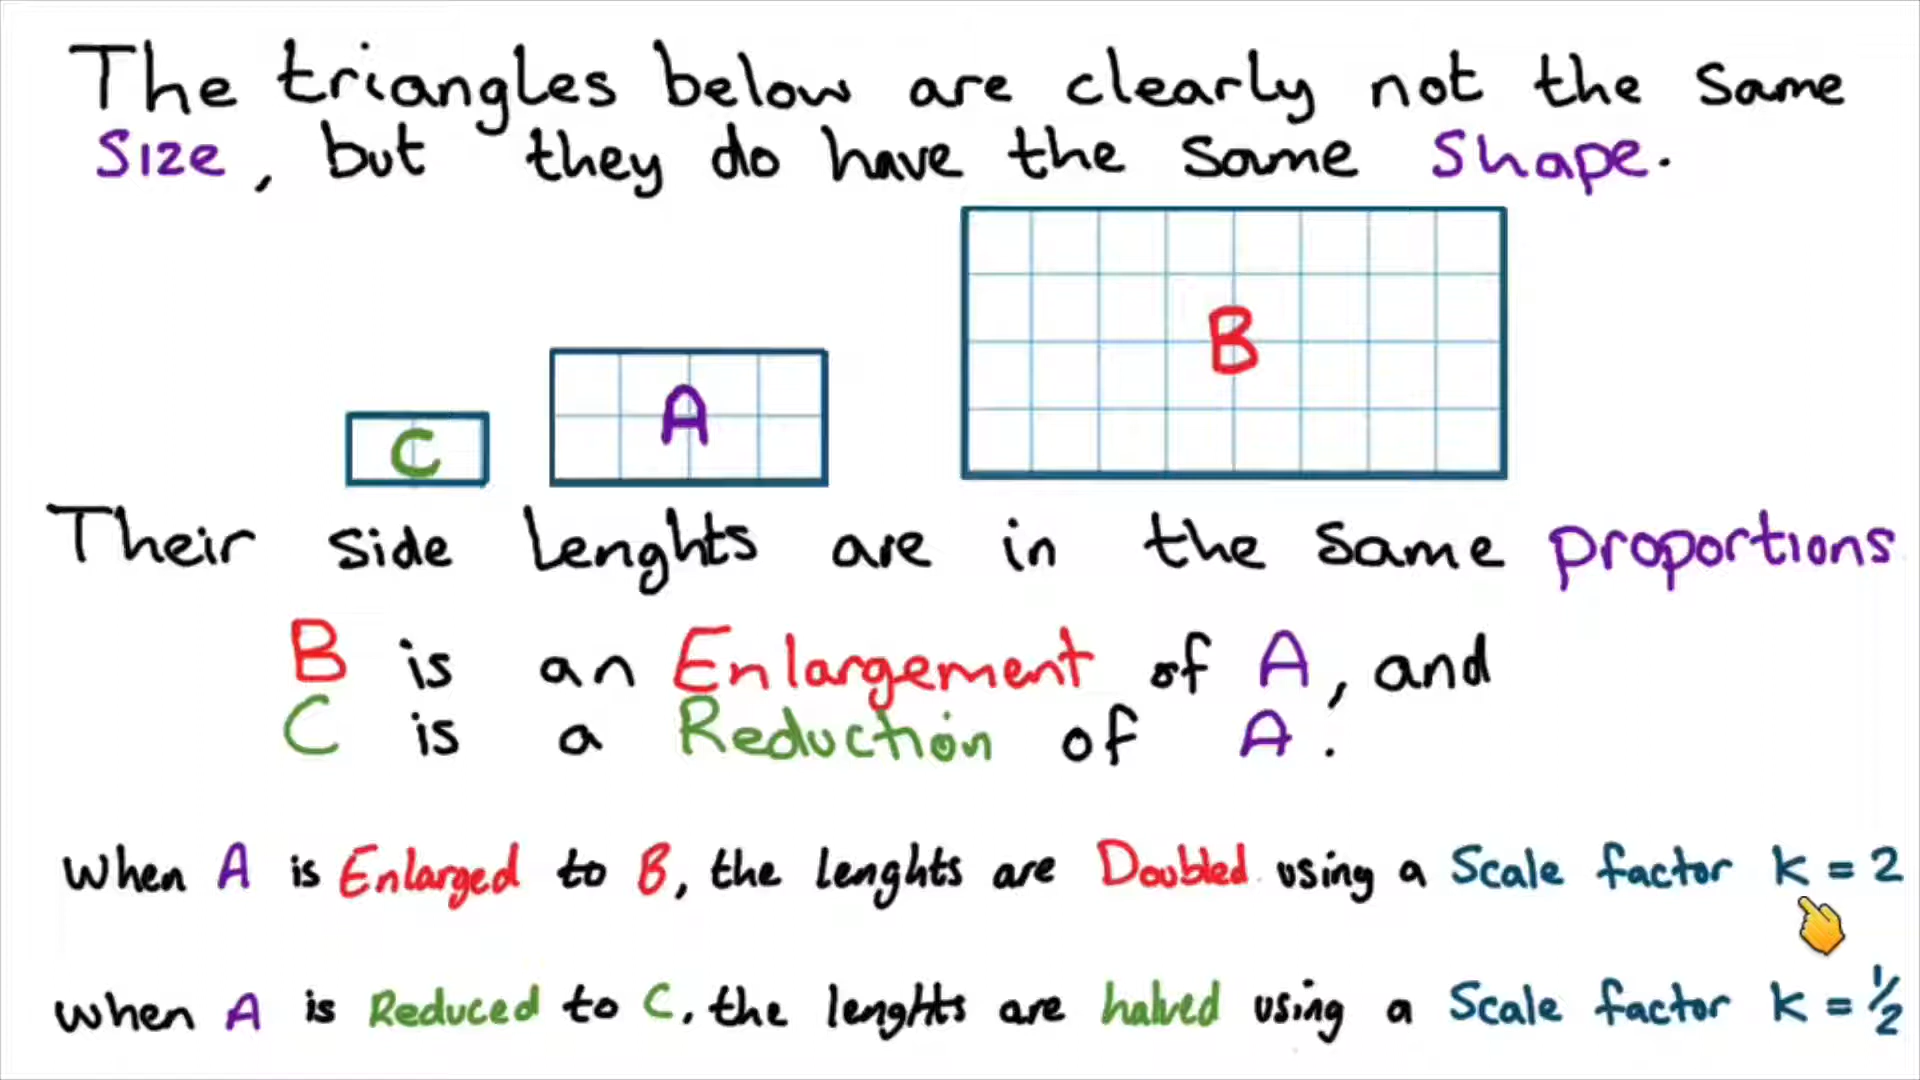 The triangles below are clearly not the same
Size, but they do have the same Shape.
B
A
C
Their side lenghts are in the same proportions
B is an Enlargement of A, and
C is a Reduction of A.
When A is Enlarged to B, the lenghts are Doubled using a Scale factor k = 2
when A is Reduced to C, the lenghts are halved using a Scale factor k = 1/2